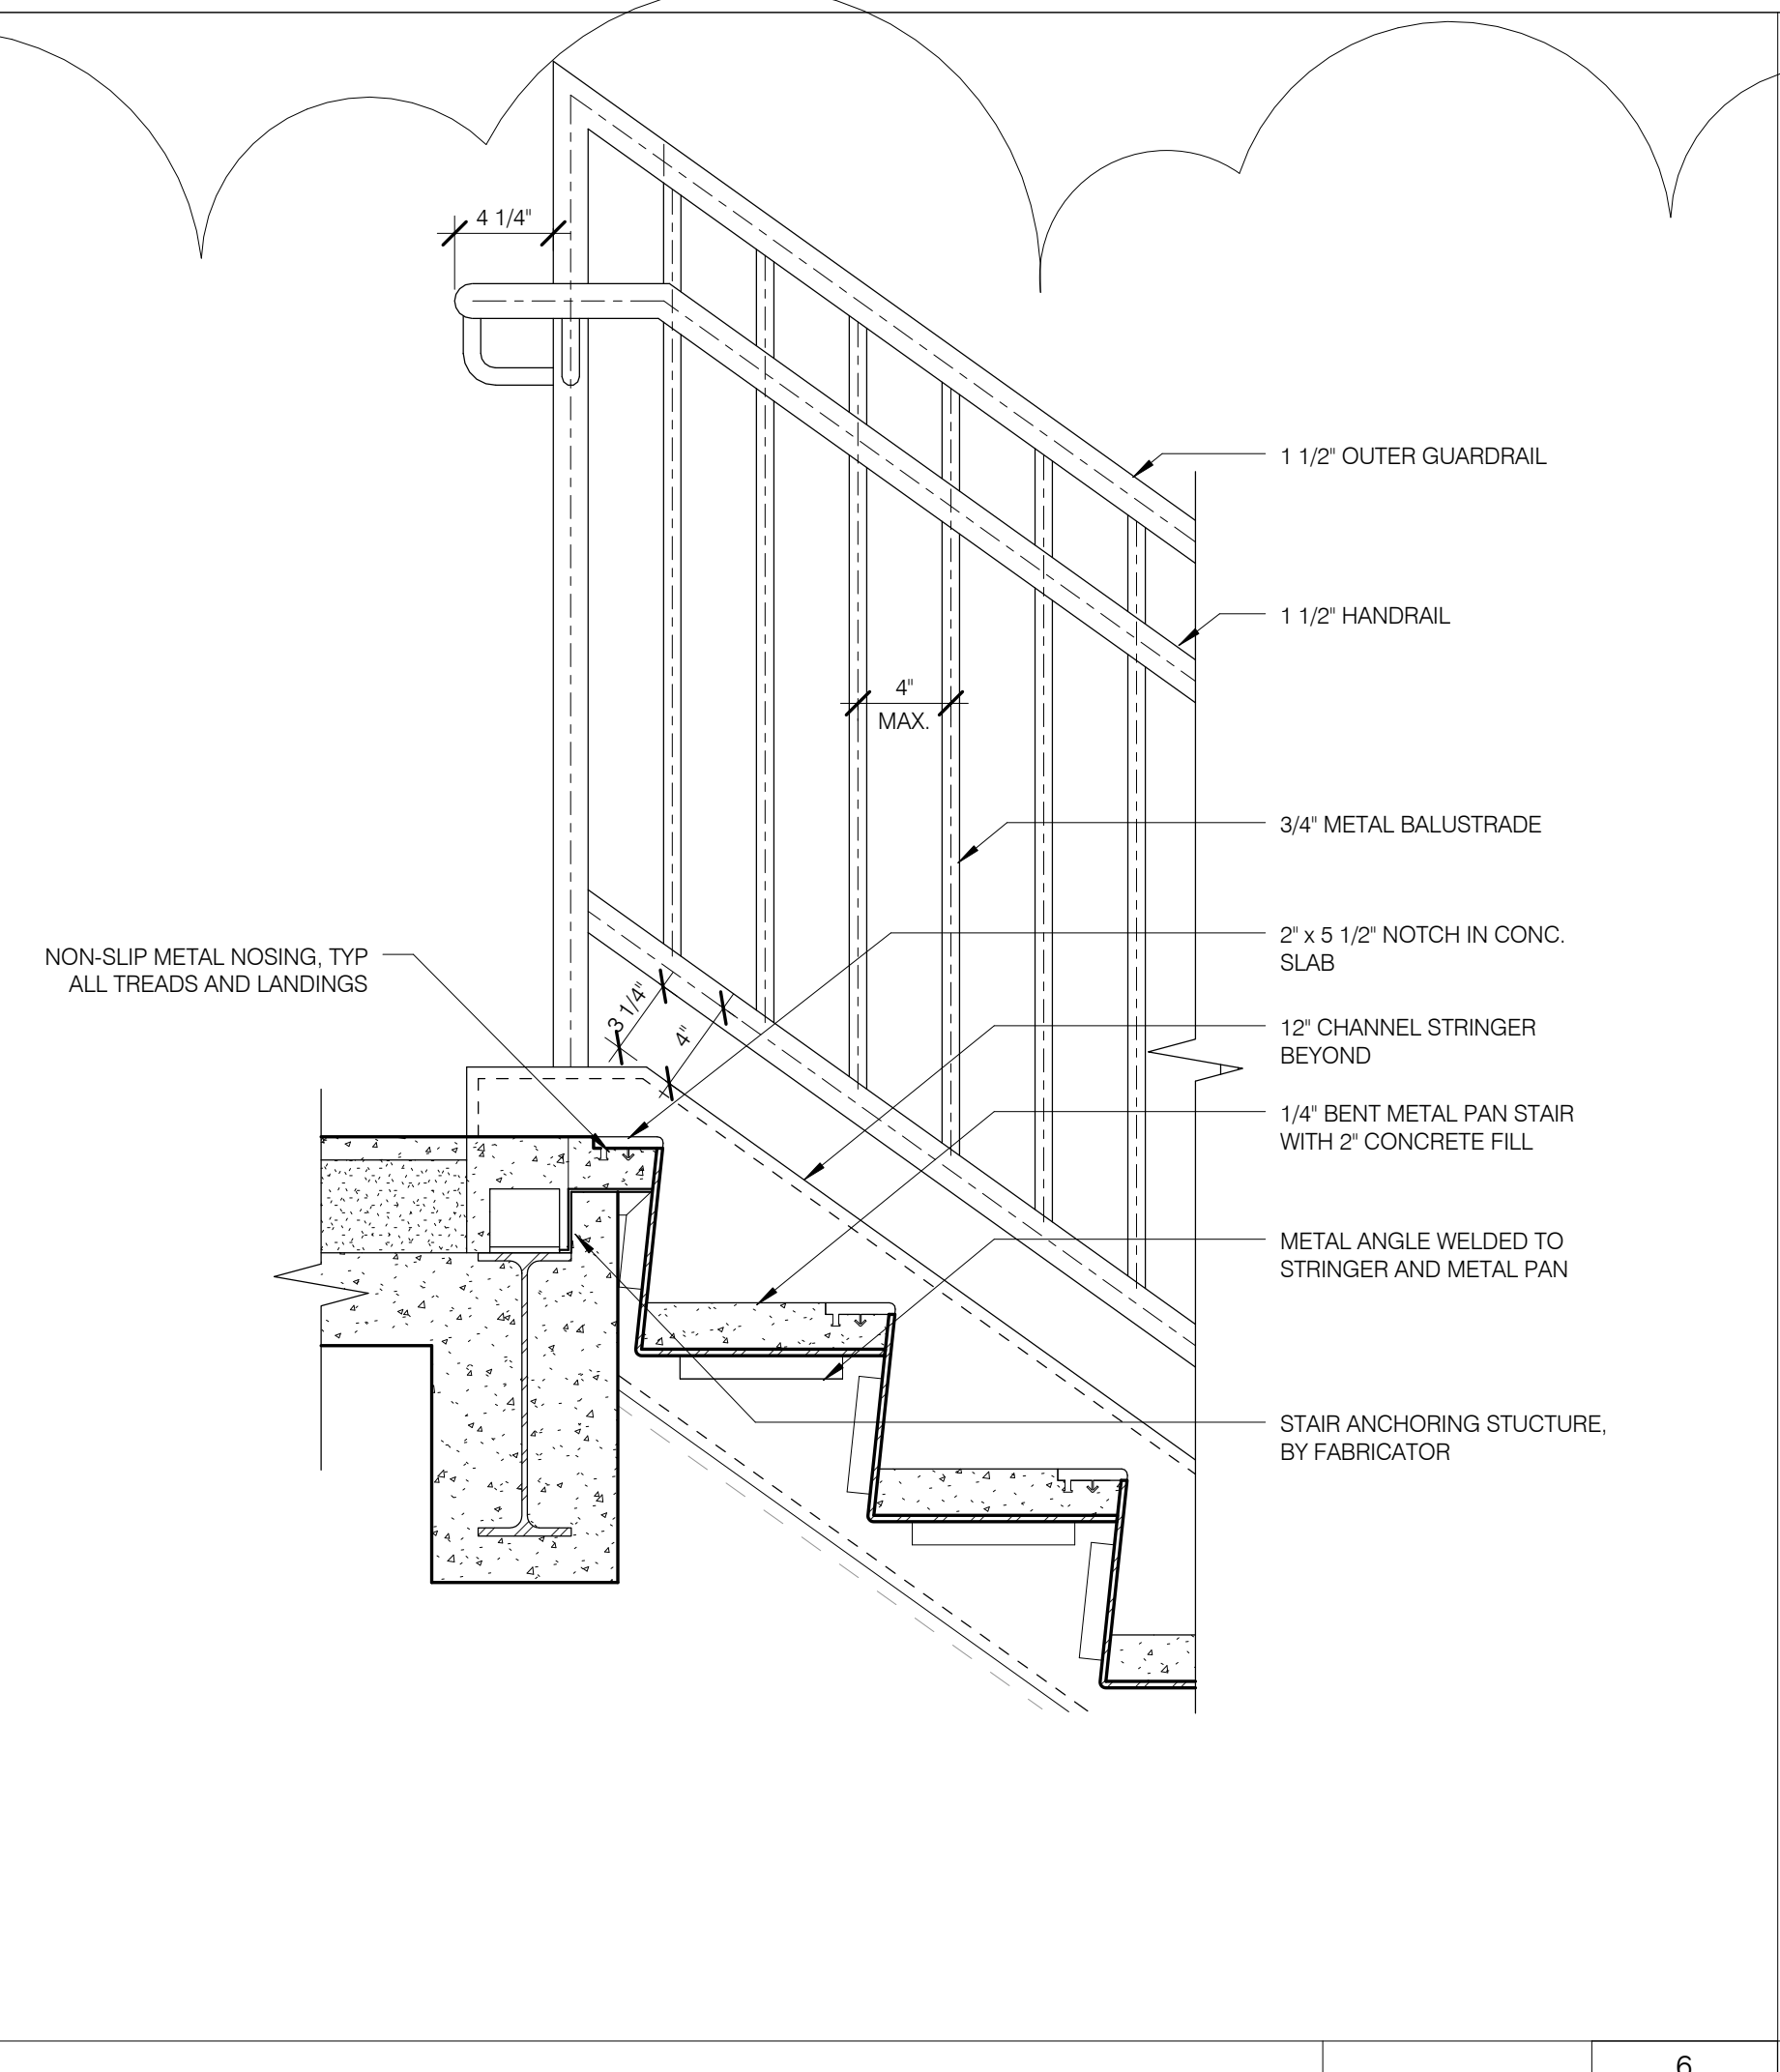 4 1/4"
1 1/2" OUTER GUARDRAIL
1 1/2" HANDRAIL
4"
MAX.
3/4" METAL BALUSTRADE
NON-SLIP METAL NOSING, TYP
ALL TREADS AND LANDINGS
2" x 5 1/2" NOTCH IN CONC.
SLAB
3 1/4"
4"
12" CHANNEL STRINGER
BEYOND
1/4" BENT METAL PAN STAIR
WITH 2" CONCRETE FILL
METAL ANGLE WELDED TO
STRINGER AND METAL PAN
STAIR ANCHORING STUCTURE,
BY FABRICATOR
6